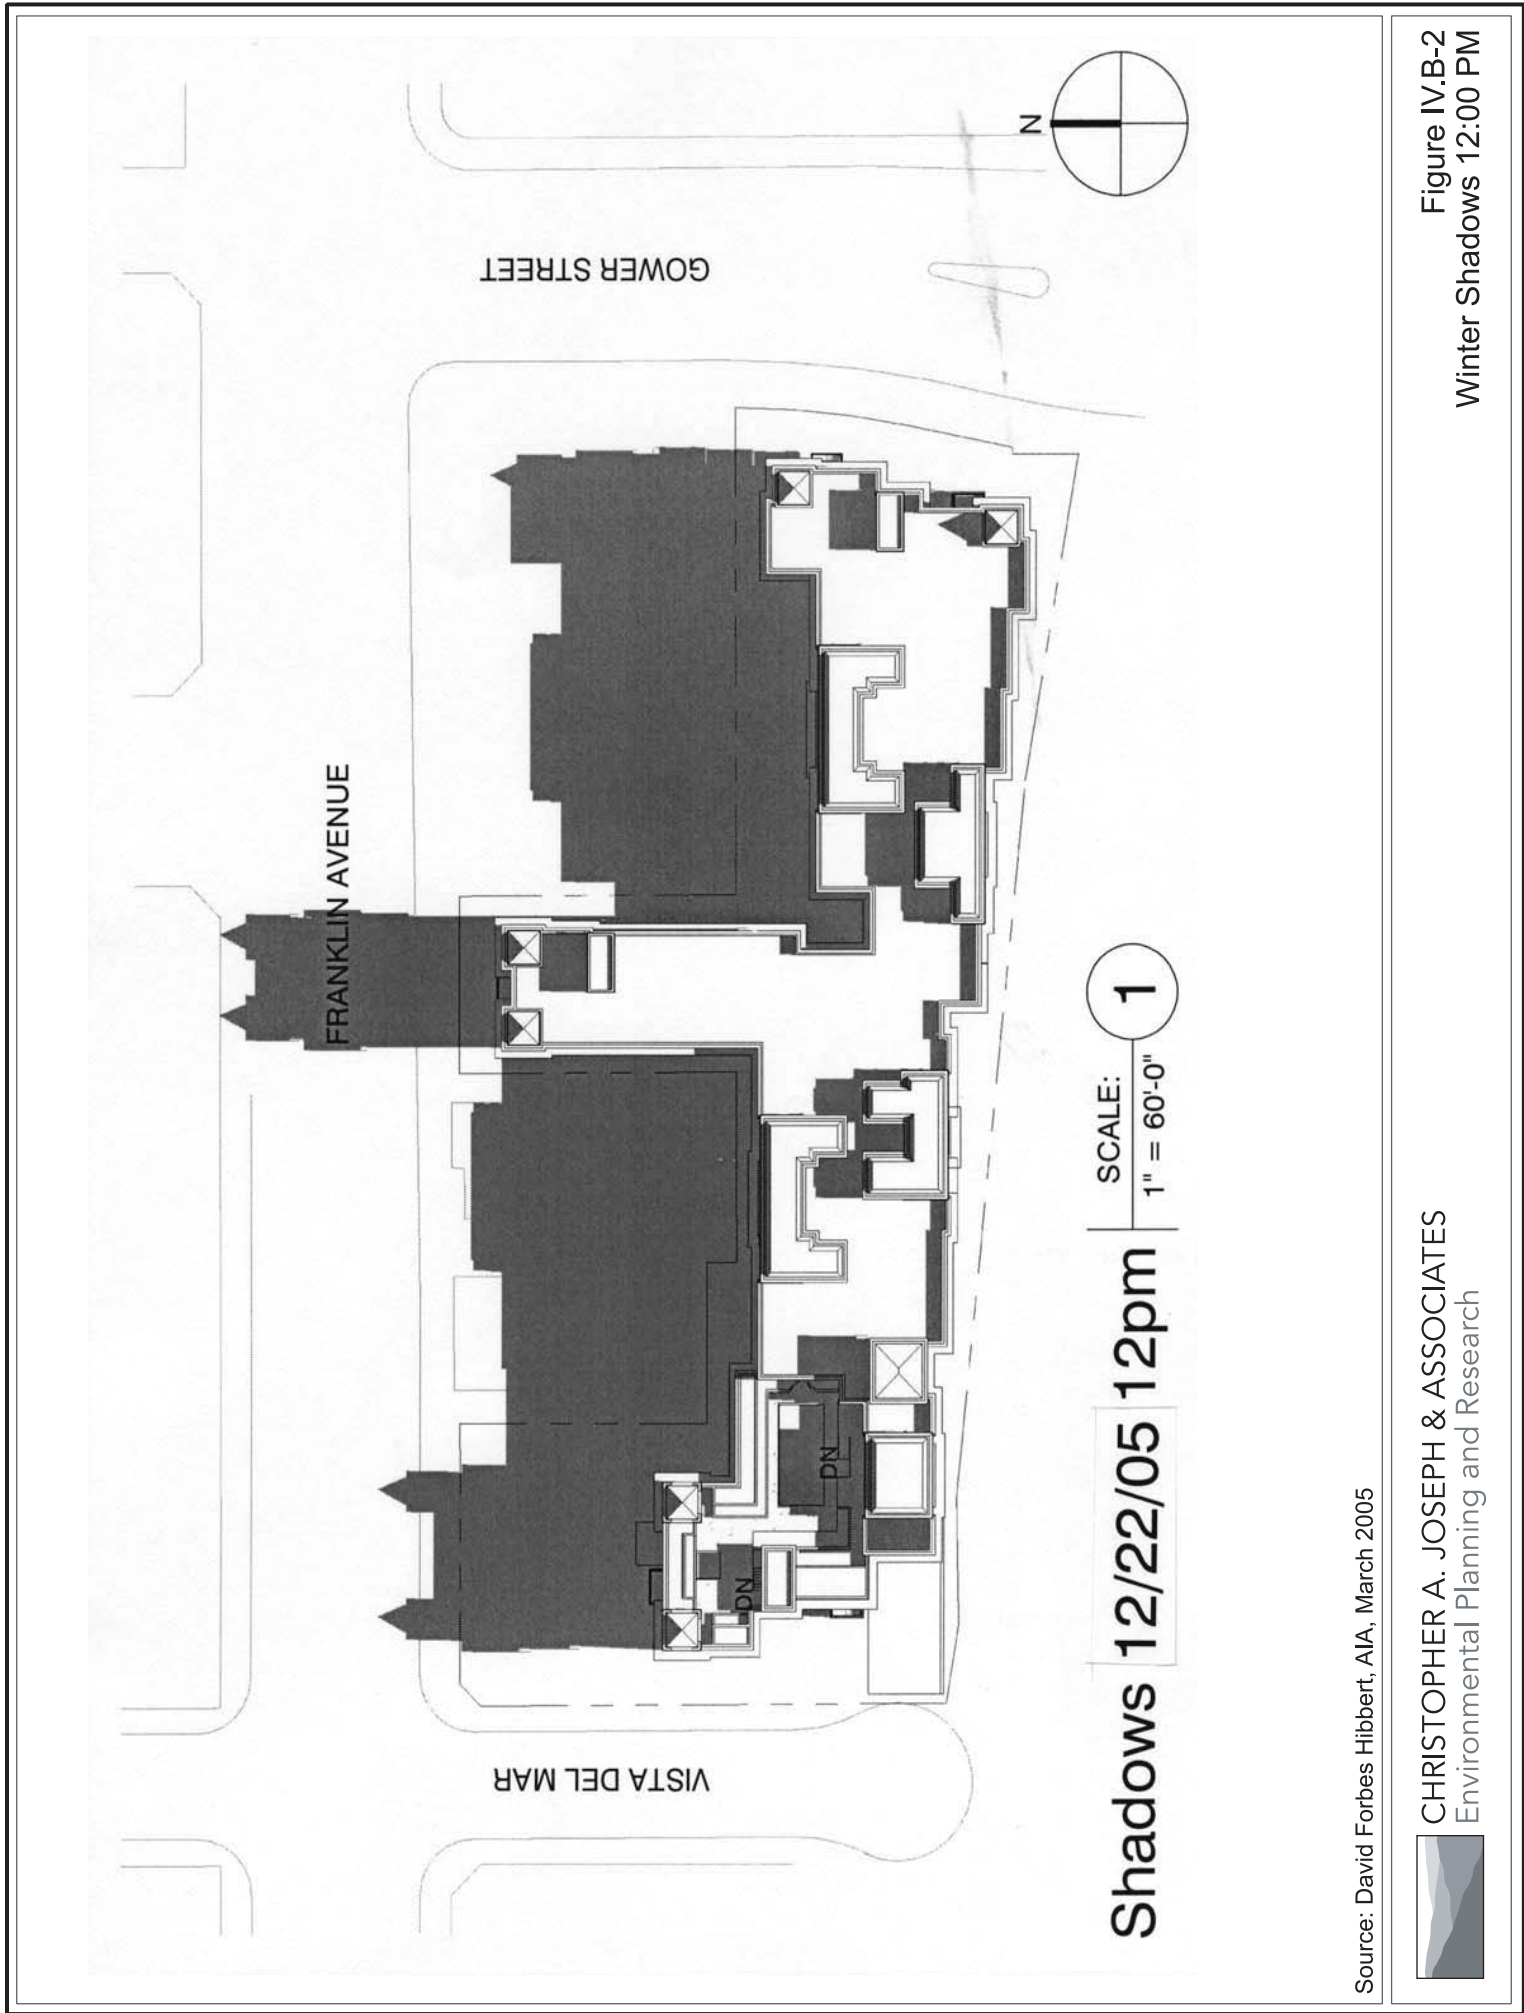 N
GOWER STREET
FRANKLIN AVENUE
DN
DN
VISTA DEL MAR
Shadows 12/22/05 12pm
SCALE:
1" = 60'-0"
1
Source: David Forbes Hibbert, AIA, March 2005
CHRISTOPHER A. JOSEPH & ASSOCIATES
Environmental Planning and Research
Figure IV.B-2
Winter Shadows 12:00 PM